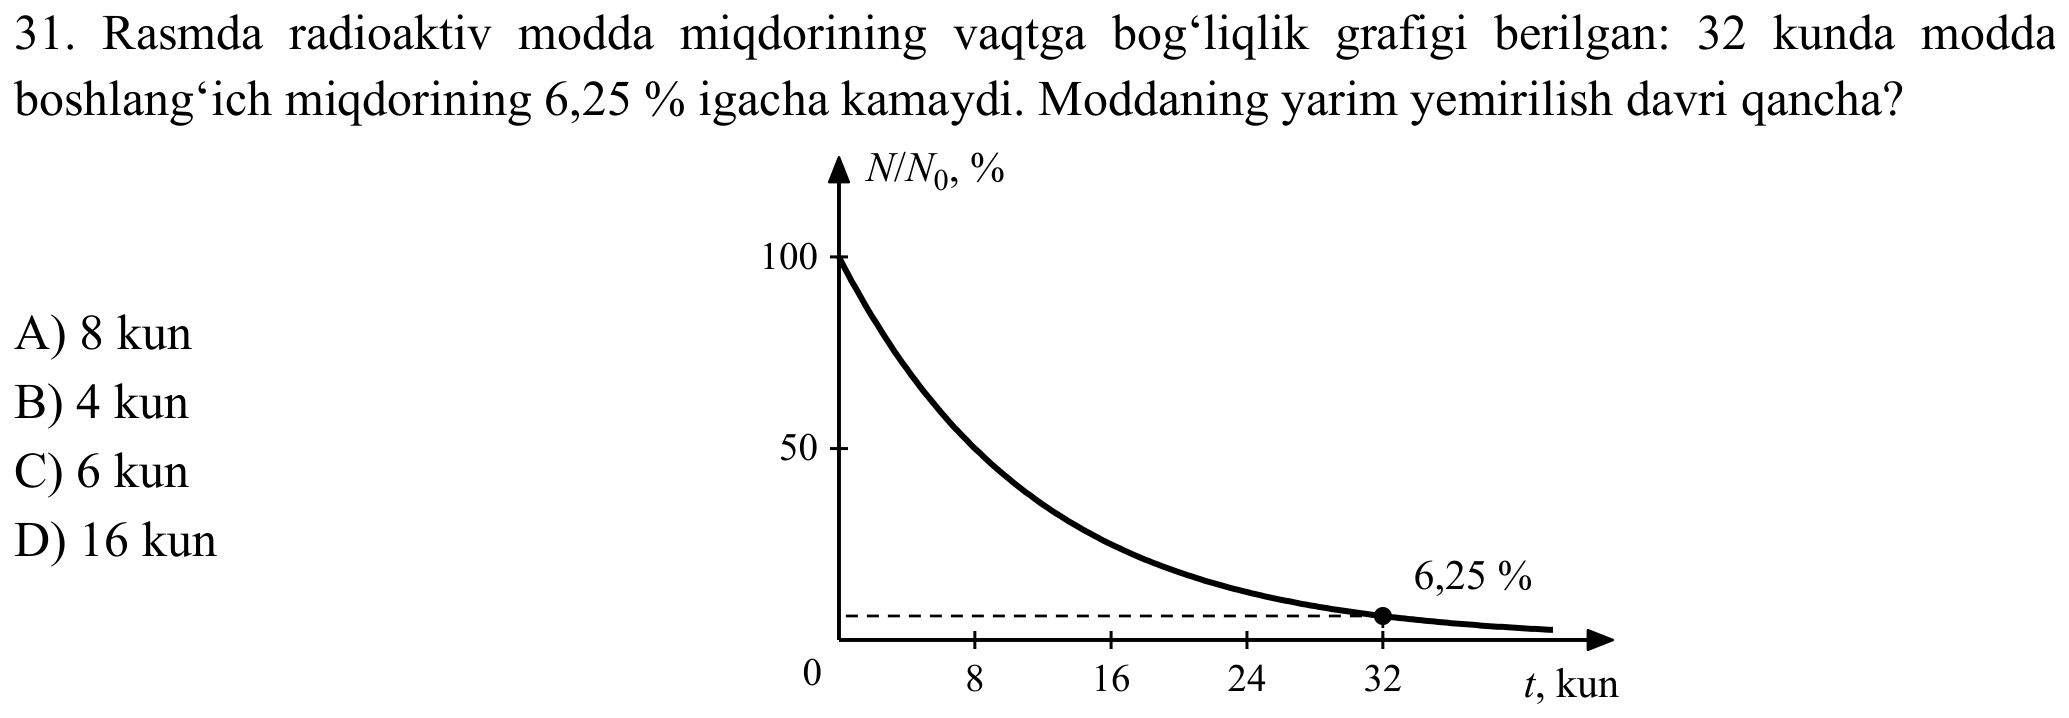 31. Rasmda radioaktiv modda miqdorining vaqtga bog‘liqlik grafigi berilgan: 32 kunda modda
boshlang‘ich miqdorining 6,25 % igacha kamaydi. Moddaning yarim yemirilish davri qancha?
N/N₀, %
100
50
6,25 %
0
8
16
24
32
t, kun
A) 8 kun
B) 4 kun
C) 6 kun
D) 16 kun